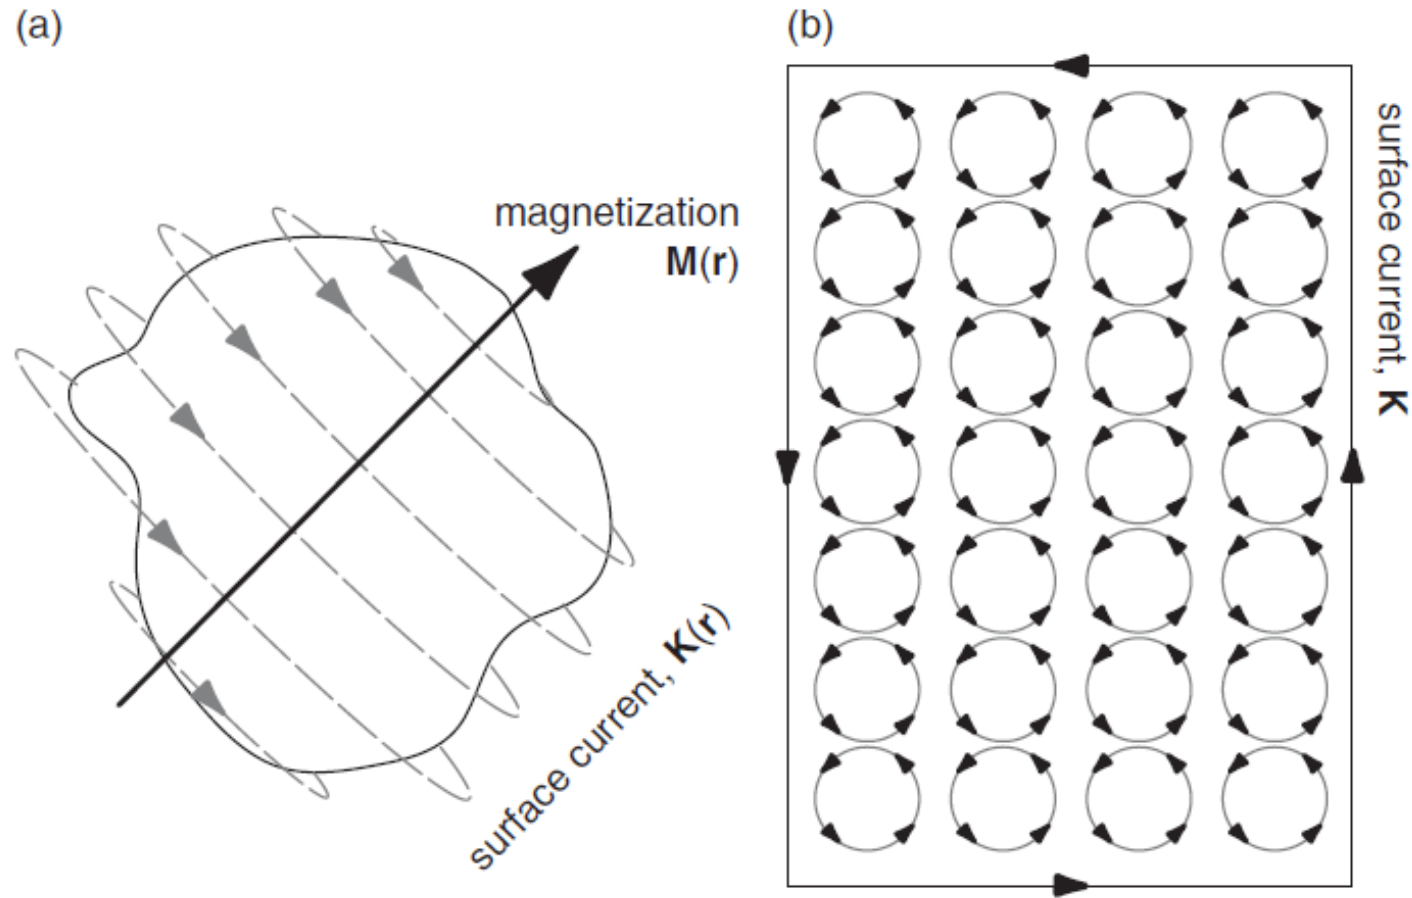 (a)
magnetization
M(r)
surface current, K(r)
(b)
surface current, K